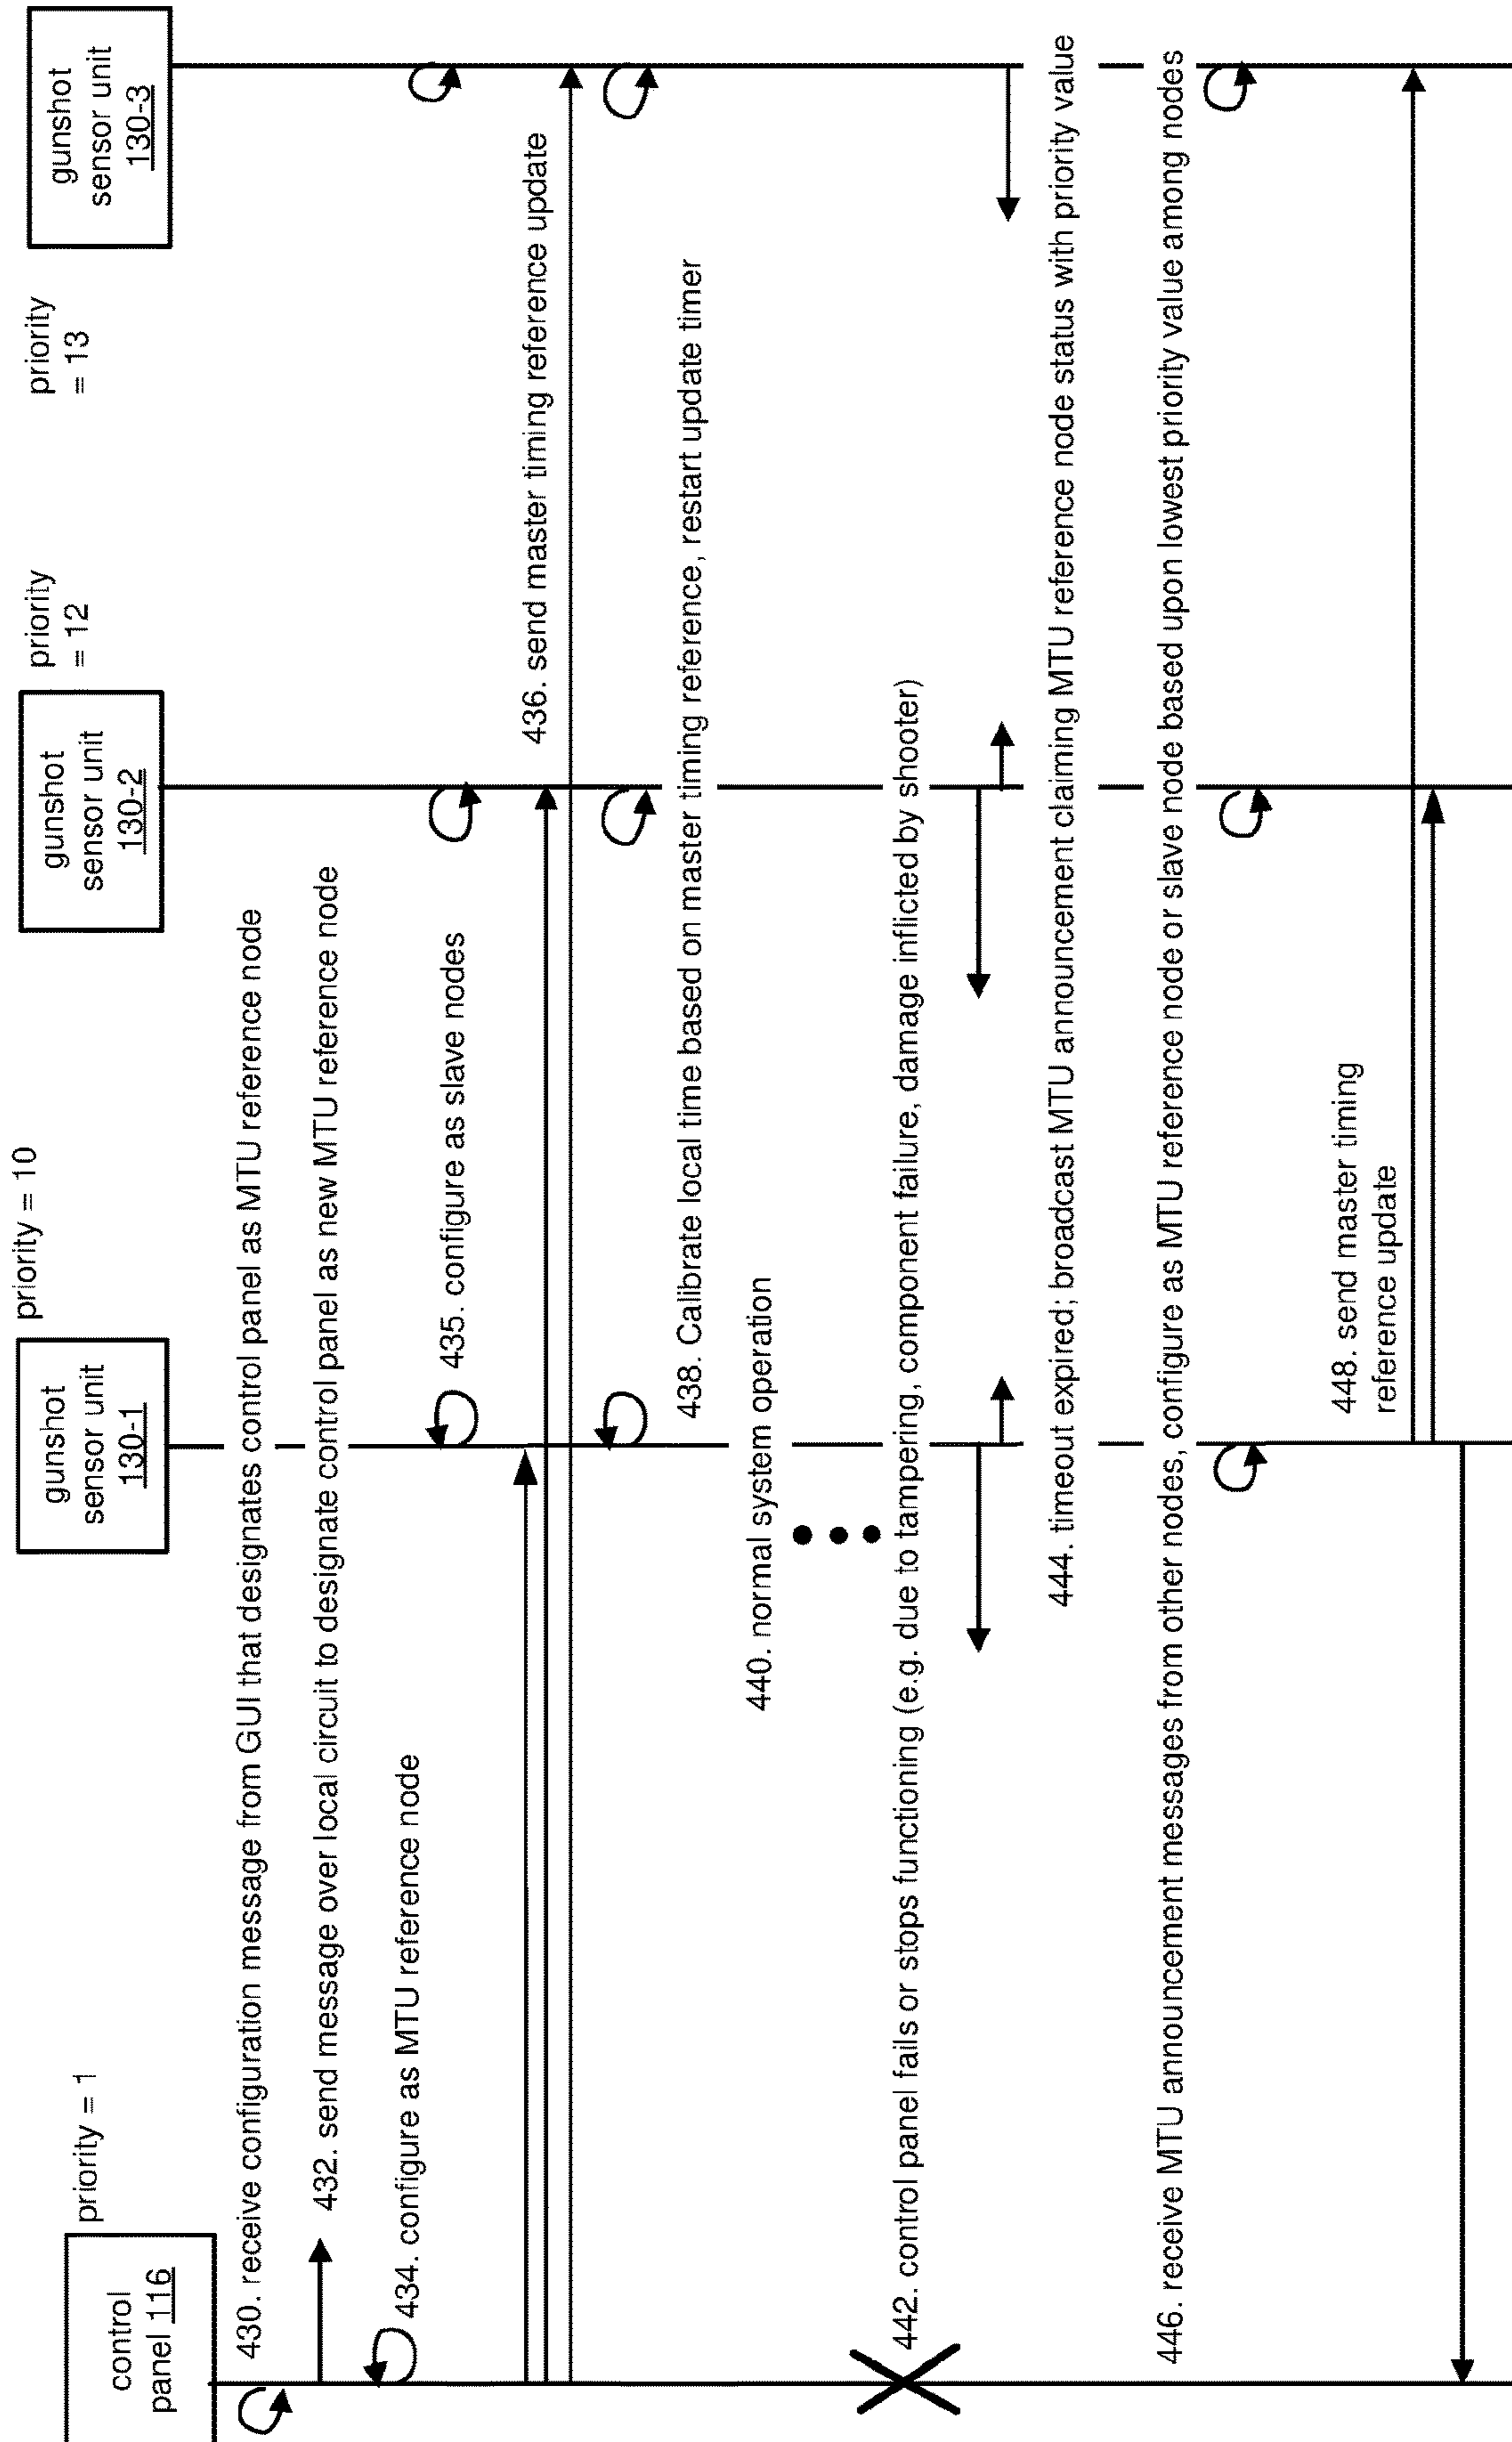 control
panel 116
priority = 1
gunshot
sensor unit
130-1
priority = 10
gunshot
sensor unit
130-2
priority
= 12
gunshot
sensor unit
130-3
priority
= 13
430. receive configuration message from GUI that designates control panel as MTU reference node
432. send message over local circuit to designate control panel as new MTU reference node
434. configure as MTU reference node
435. configure as slave nodes
436. send master timing reference update
438. Calibrate local time based on master timing reference, restart update timer
440. normal system operation
442. control panel fails or stops functioning (e.g. due to tampering, component failure, damage inflicted by shooter)
444. timeout expired; broadcast MTU announcement claiming MTU reference node status with priority value
446. receive MTU announcement messages from other nodes, configure as MTU reference node or slave node based upon lowest priority value among nodes
448. send master timing
reference update